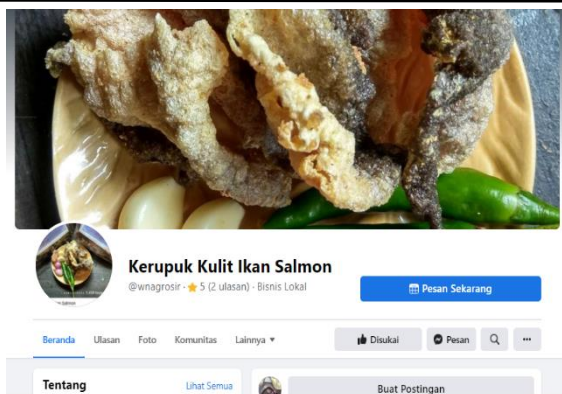 Kerupuk Kulit Ikan Salmon
@wnagrosir · 5 (2 ulasan) · Bisnis Lokal
Pesan Sekarang
Beranda Ulasan Foto Komunitas Lainnya Disukai Pesan
Tentang Lihat Semua Buat Postingan